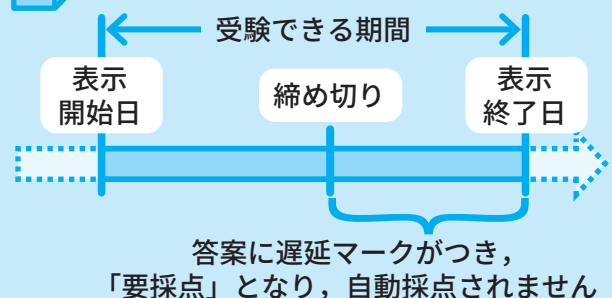 受験できる期間
表示
開始日
締め切り
表示
終了日
答案に遅延マークがつき，
「要採点」となり，自動採点されません